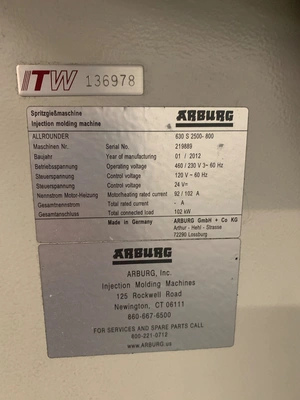 ITW 136978
Spritzgießmaschine
Injection molding machine
ARBURG
ALLROUNDER 630 S 2500-800
Maschinen Nr. Serial No. 219889
Baujahr Year of manufacturing 01 / 2012
Betriebsspannung Operating voltage 460 / 230 V 3~ 60 Hz
Steuerspannung Control voltage 120 V ~ 60 Hz
Steuerspannung Control voltage 24 V=
Nennstrom Motor-Heizung Motor/heating rated current 92 / 102 A
Gesamtnennstrom Total rated current - A
Gesamtanschluss Total connected load 102 kW
Made in Germany ARBURG GmbH + Co KG
Arthur - Hehl - Strasse
72290 Lossburg
ARBURG
ARBURG, Inc.
Injection Molding Machines
125 Rockwell Road
Newington, CT 06111
860-667-6500
FOR SERVICES AND SPARE PARTS CALL
800-221-0712
www.ARBURG.us